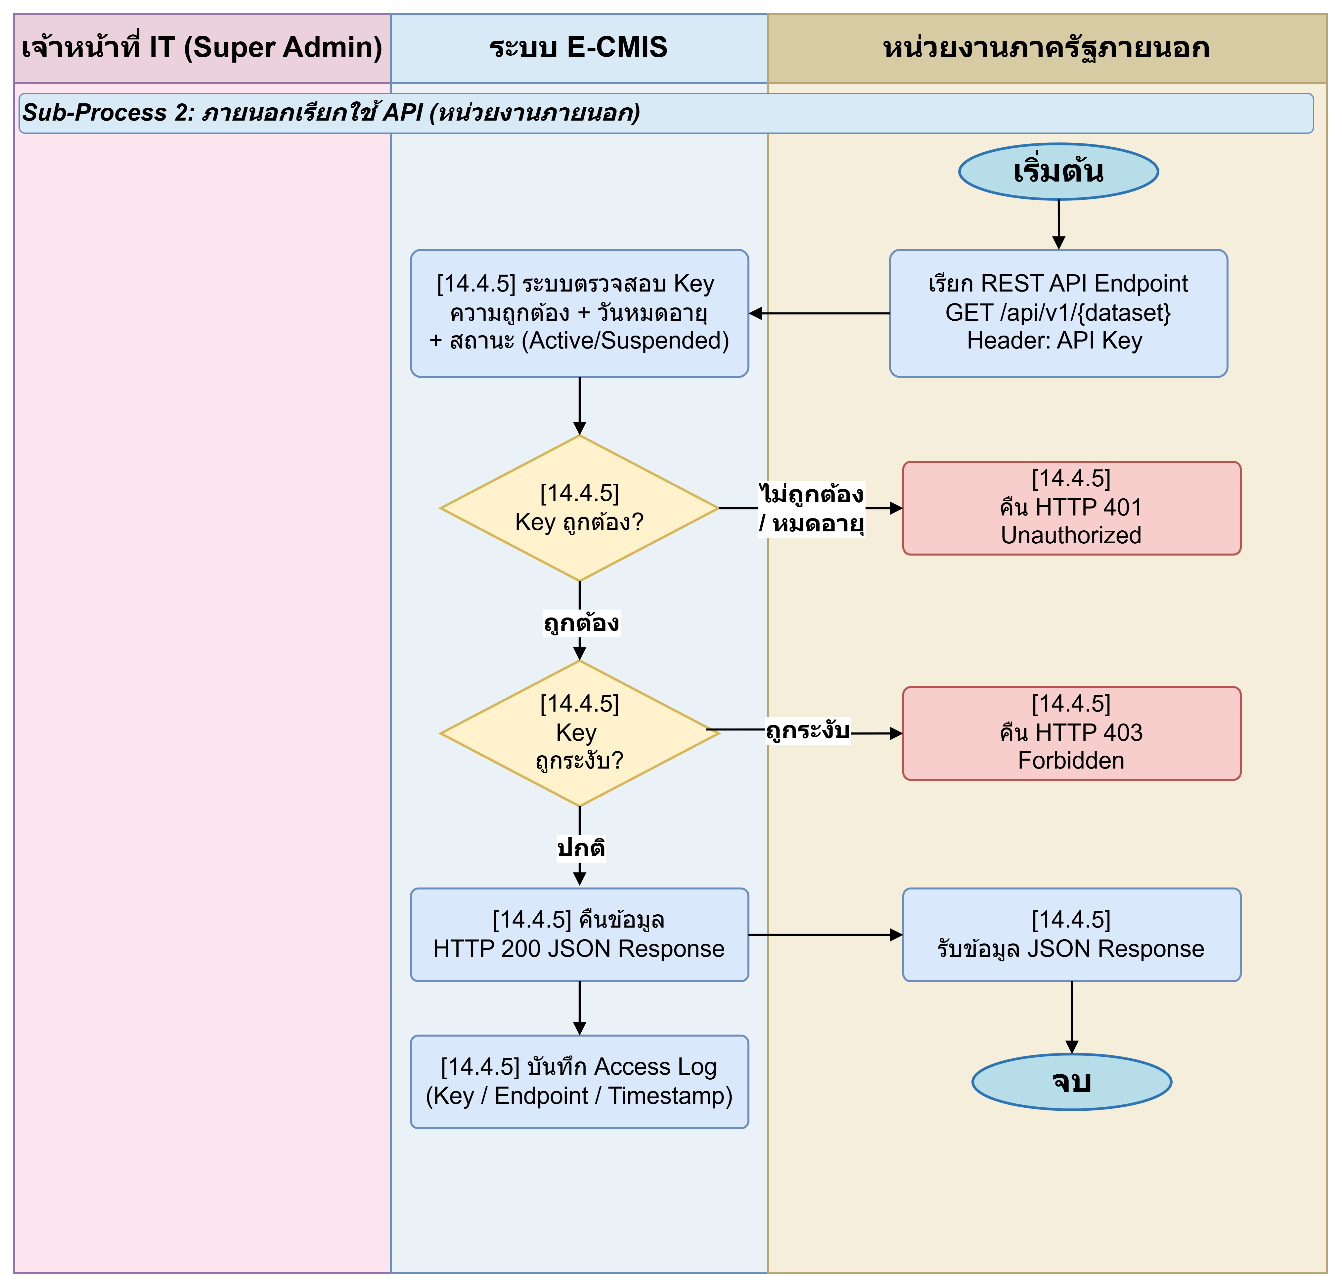 เจ้าหน้าที่ IT (Super Admin)
ระบบ E-CMIS
หน่วยงานภาครัฐภายนอก
Sub-Process 2: ภายนอกเรียกใช้ API (หน่วยงานภายนอก)
เริ่มต้น
[14.4.5] ระบบตรวจสอบ Key
ความถูกต้อง + วันหมดอายุ
+ สถานะ (Active/Suspended)
เรียก REST API Endpoint
GET /api/v1/{dataset}
Header: API Key
[14.4.5]
Key ถูกต้อง?
ไม่ถูกต้อง
/ หมดอายุ
[14.4.5]
คืน HTTP 401
Unauthorized
ถูกต้อง
[14.4.5]
Key
ถูกระงับ?
ถูกระงับ
[14.4.5]
คืน HTTP 403
Forbidden
ปกติ
[14.4.5] คืนข้อมูล
HTTP 200 JSON Response
[14.4.5]
รับข้อมูล JSON Response
[14.4.5] บันทึก Access Log
(Key / Endpoint / Timestamp)
จบ